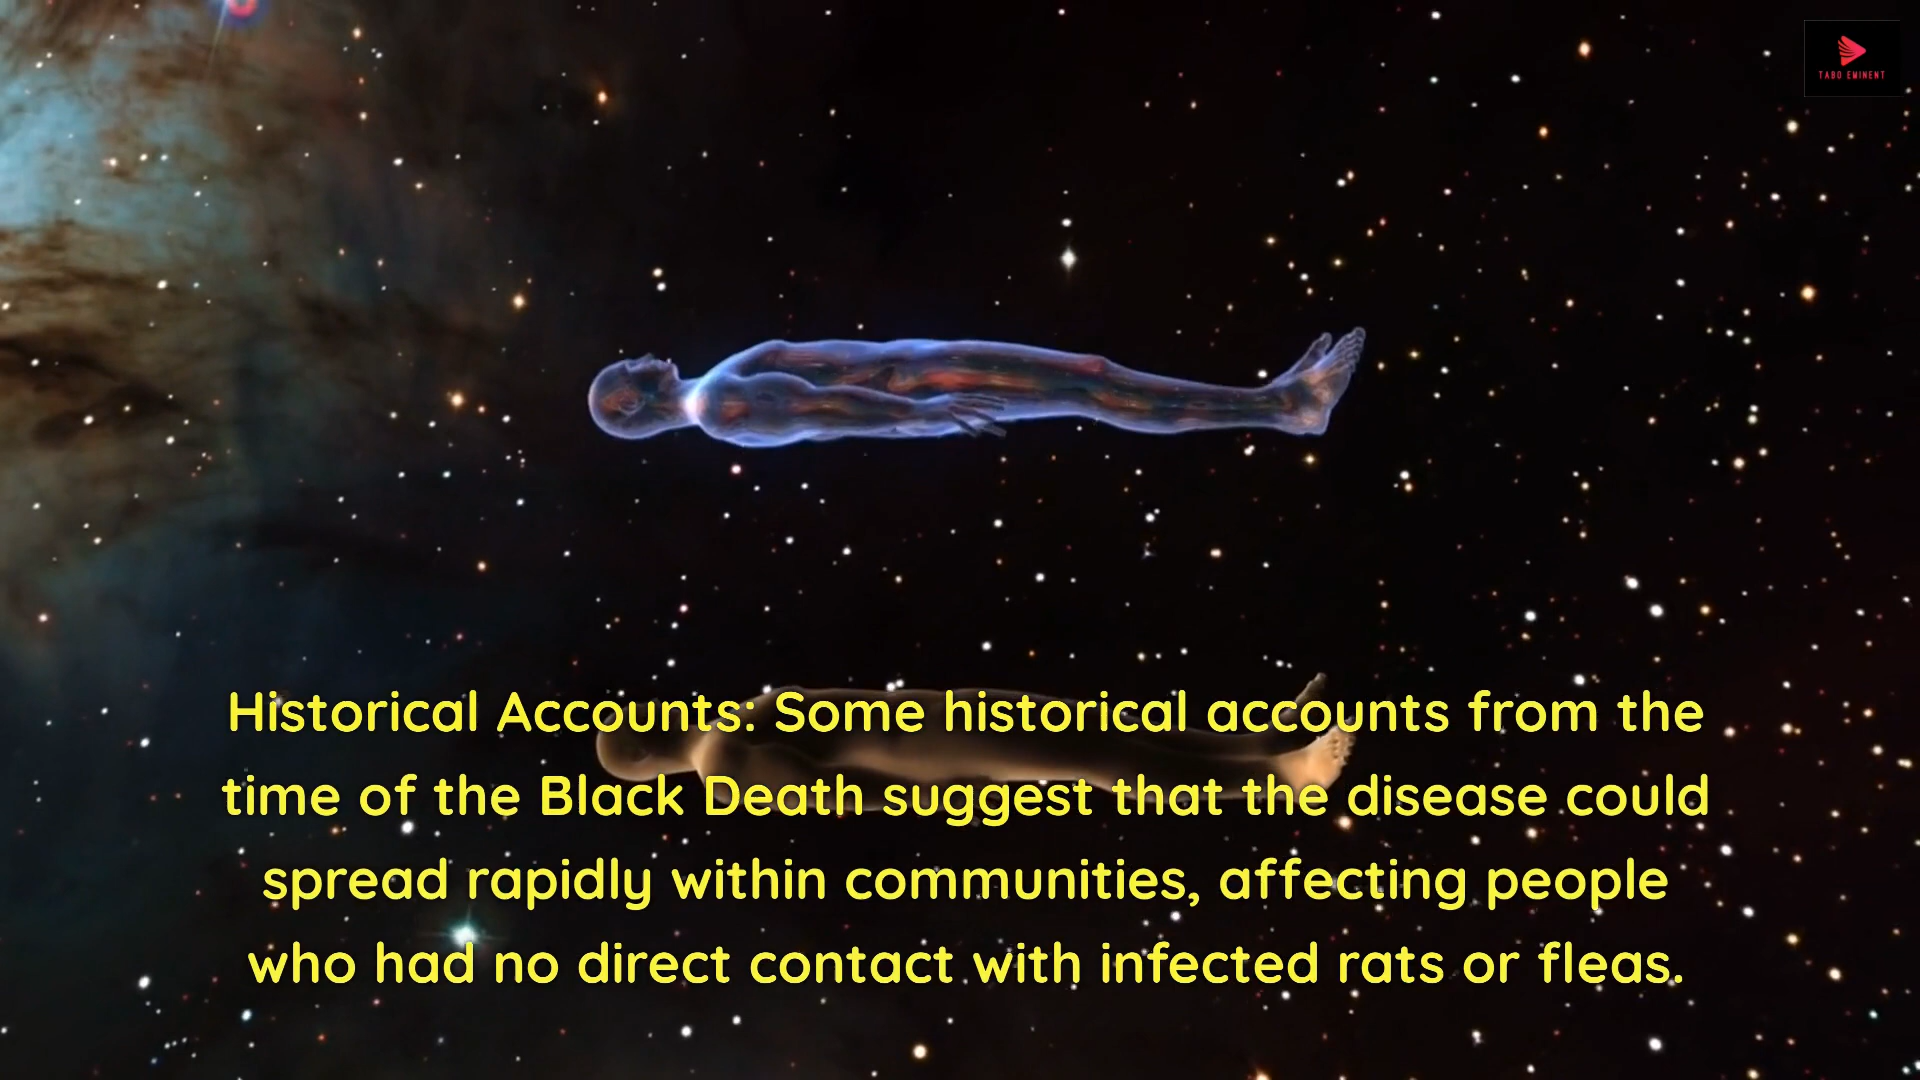 TABO EMINENT
Historical Accounts: Some historical accounts from the
time of the Black Death suggest that the disease could
spread rapidly within communities, affecting people
who had no direct contact with infected rats or fleas.